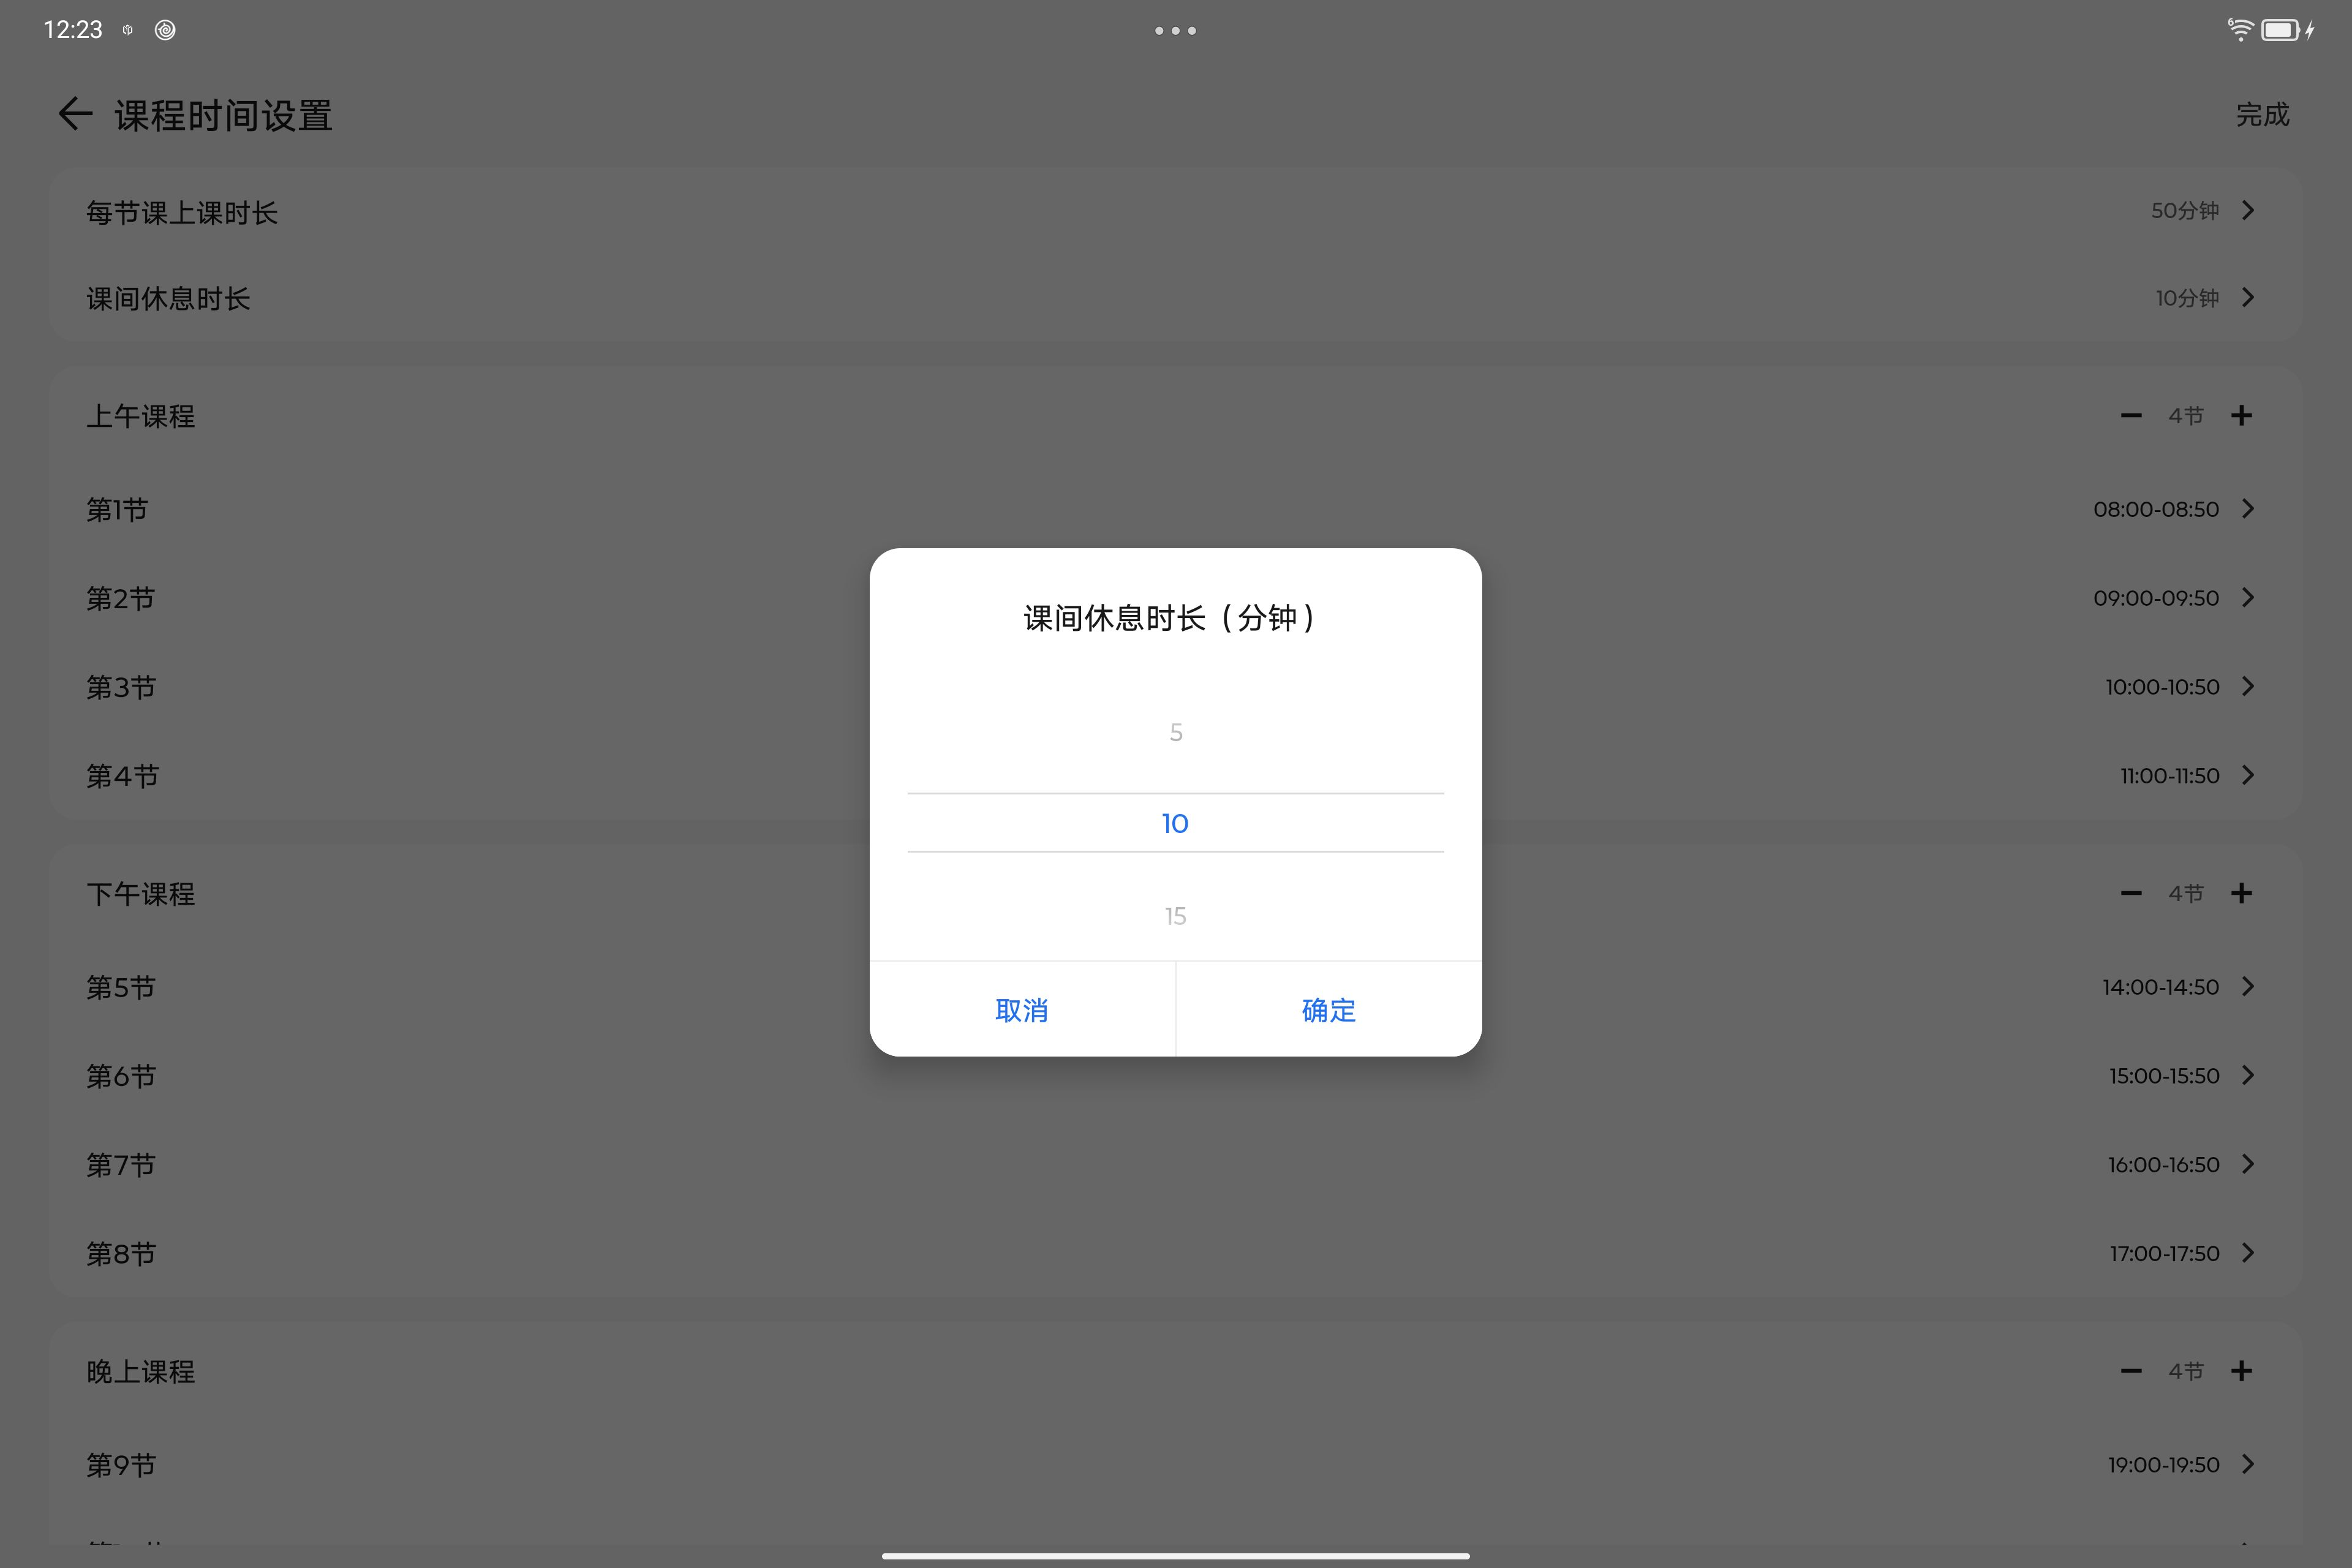 12:23
课程时间设置
完成
每节课上课时长
50分钟
课间休息时长
10分钟
上午课程
4节
第1节
08:00-08:50
第2节
09:00-09:50
第3节
10:00-10:50
第4节
11:00-11:50
课间休息时长（分钟）
5
10
15
取消
确定
下午课程
4节
第5节
14:00-14:50
第6节
15:00-15:50
第7节
16:00-16:50
第8节
17:00-17:50
晚上课程
4节
第9节
19:00-19:50